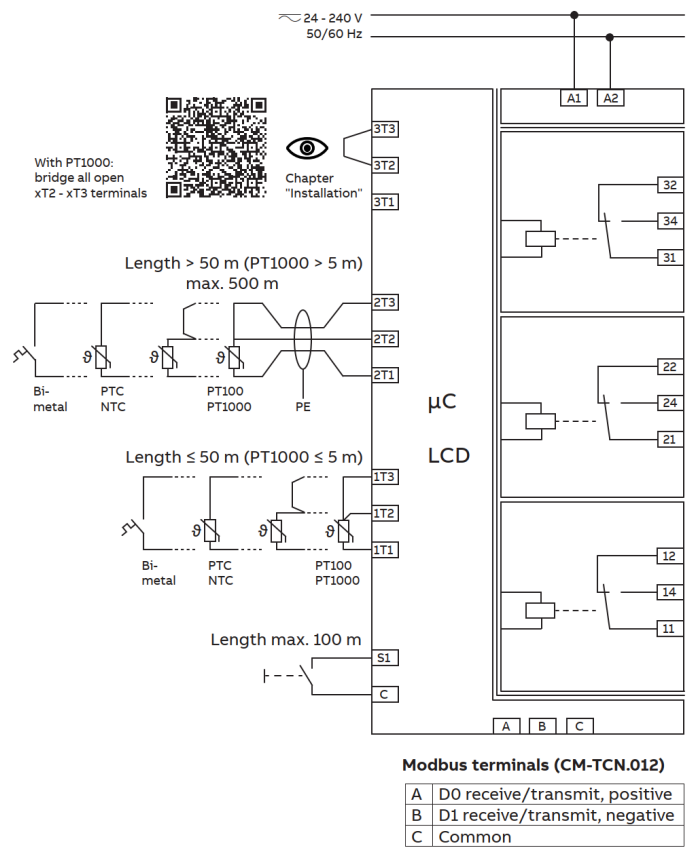 24 - 240 V
50/60 Hz
A1 A2
With PT1000:
bridge all open
xT2 - xT3 terminals
Chapter
"Installation"
3T3
3T2
3T1
32
34
31
Length > 50 m (PT1000 > 5 m)
max. 500 m
2T3
2T2
2T1
ϑ ϑ ϑ
Bi-
metal
PTC
NTC
PT100
PT1000
PE
µC
LCD
22
24
21
Length ≤ 50 m (PT1000 ≤ 5 m)
1T3
1T2
1T1
ϑ ϑ ϑ
Bi-
metal
PTC
NTC
PT100
PT1000
12
14
11
Length max. 100 m
S1
C
A B C
Modbus terminals (CM-TCN.012)
A D0 receive/transmit, positive
B D1 receive/transmit, negative
C Common